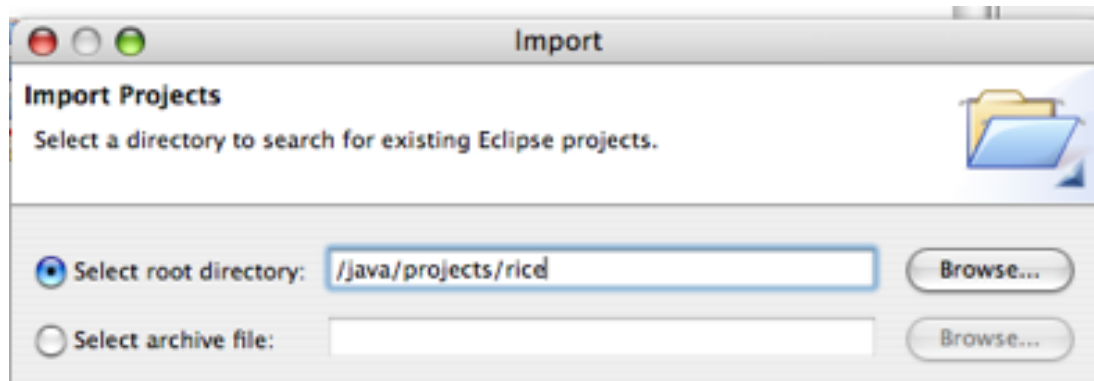 Import
Import Projects
Select a directory to search for existing Eclipse projects.
Select root directory: /java/projects/rice Browse...
Select archive file: Browse...